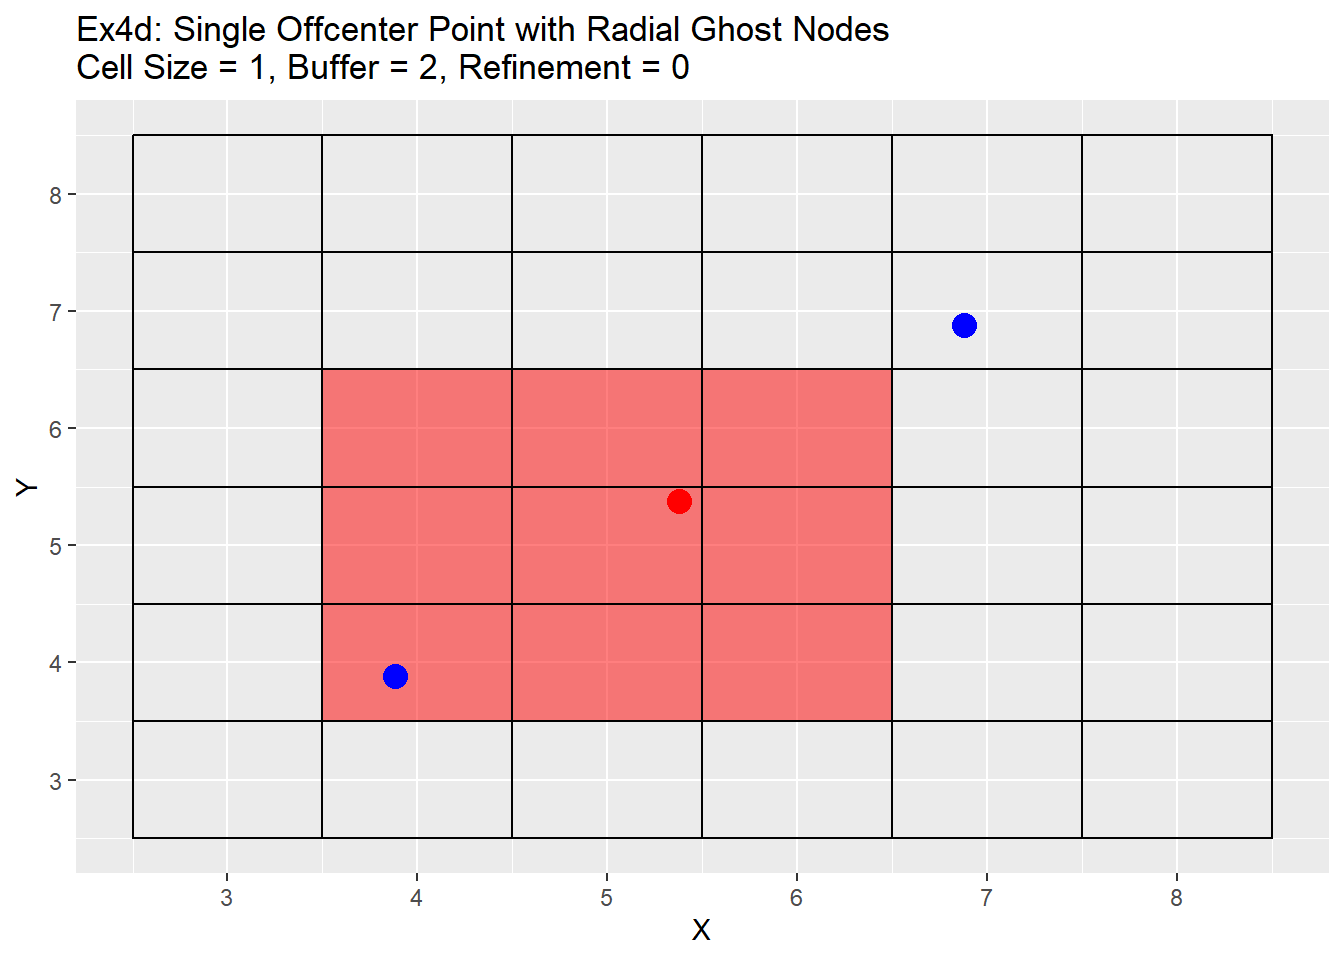 Ex4d: Single Offcenter Point with Radial Ghost Nodes
Cell Size = 1, Buffer = 2, Refinement = 0
8
7
6
5
4
3
Y
3 4 5 6 7 8
X